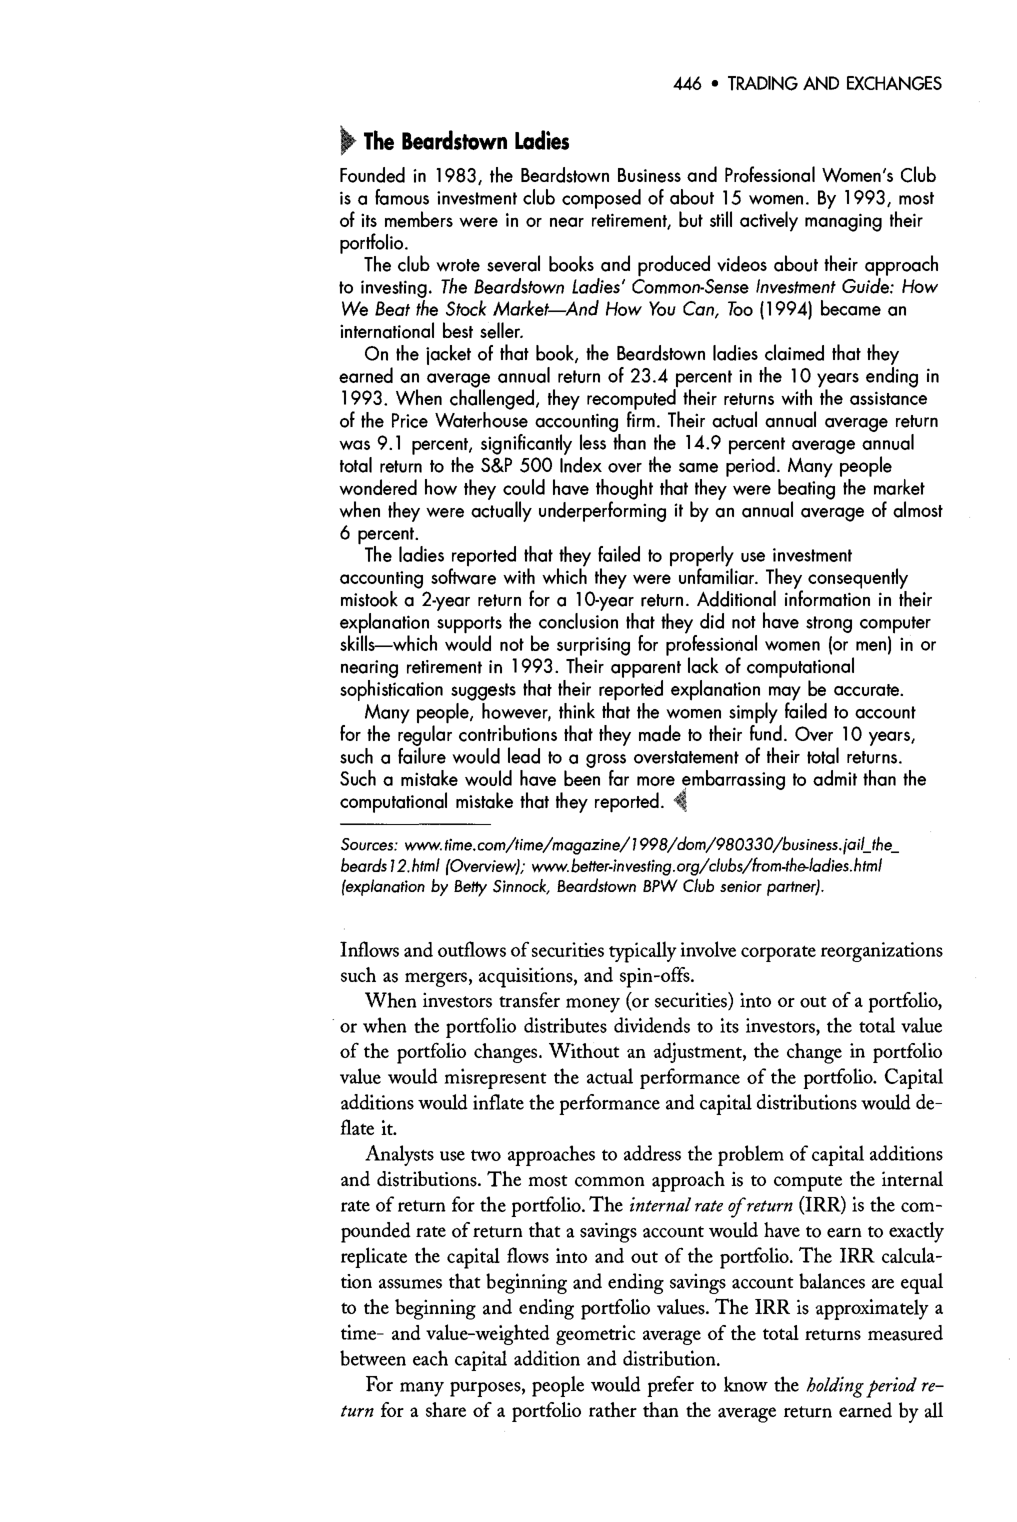 446 • TRADING AND EXCHANGES
The Beardstown Ladies
Founded in 1983, the Beardstown Business and Professional Women's Club
is a famous investment club composed of about 15 women. By 1993, most
of its members were in or near retirement, but still actively managing their
portfolio.
The club wrote several books and produced videos about their approach
to investing. The Beardstown Ladies' Common-Sense Investment Guide: How
We Beat the Stock Market—And How You Can, Too (1994) became an
international best seller.
On the jacket of that book, the Beardstown ladies claimed that they
earned an average annual return of 23.4 percent in the 10 years ending in
1993. When challenged, they recomputed their returns with the assistance
of the Price Waterhouse accounting firm. Their actual annual average return
was 9.1 percent, significantly less than the 14.9 percent average annual
total return to the S&P 500 Index over the same period. Many people
wondered how they could have thought that they were beating the market
when they were actually underperforming it by an annual average of almost
6 percent.
The ladies reported that they failed to properly use investment
accounting software with which they were unfamiliar. They consequently
mistook a 2-year return for a 10-year return. Additional information in their
explanation supports the conclusion that they did not have strong computer
skills—which would not be surprising for professional women (or men) in or
nearing retirement in 1993. Their apparent lack of computational
sophistication suggests that their reported explanation may be accurate.
Many people, however, think that the women simply failed to account
for the regular contributions that they made to their fund. Over 10 years,
such a failure would lead to a gross overstatement of their total returns.
Such a mistake would have been far more embarrassing to admit than the
computational mistake that they reported.
Sources: www.time.com/time/magazine/1998/dom/980330/business.jail_the_
beards12.html (Overview); www.better-investing.org/clubs/from-the-ladies.html
(explanation by Betty Sinnock, Beardstown BPW Club senior partner).
Inflows and outflows of securities typically involve corporate reorganizations
such as mergers, acquisitions, and spin-offs.
When investors transfer money (or securities) into or out of a portfolio,
or when the portfolio distributes dividends to its investors, the total value
of the portfolio changes. Without an adjustment, the change in portfolio
value would misrepresent the actual performance of the portfolio. Capital
additions would inflate the performance and capital distributions would de-
flate it.
Analysts use two approaches to address the problem of capital additions
and distributions. The most common approach is to compute the internal
rate of return for the portfolio. The internal rate of return (IRR) is the com-
pounded rate of return that a savings account would have to earn to exactly
replicate the capital flows into and out of the portfolio. The IRR calcula-
tion assumes that beginning and ending savings account balances are equal
to the beginning and ending portfolio values. The IRR is approximately a
time- and value-weighted geometric average of the total returns measured
between each capital addition and distribution.
For many purposes, people would prefer to know the holding period re-
turn for a share of a portfolio rather than the average return earned by all